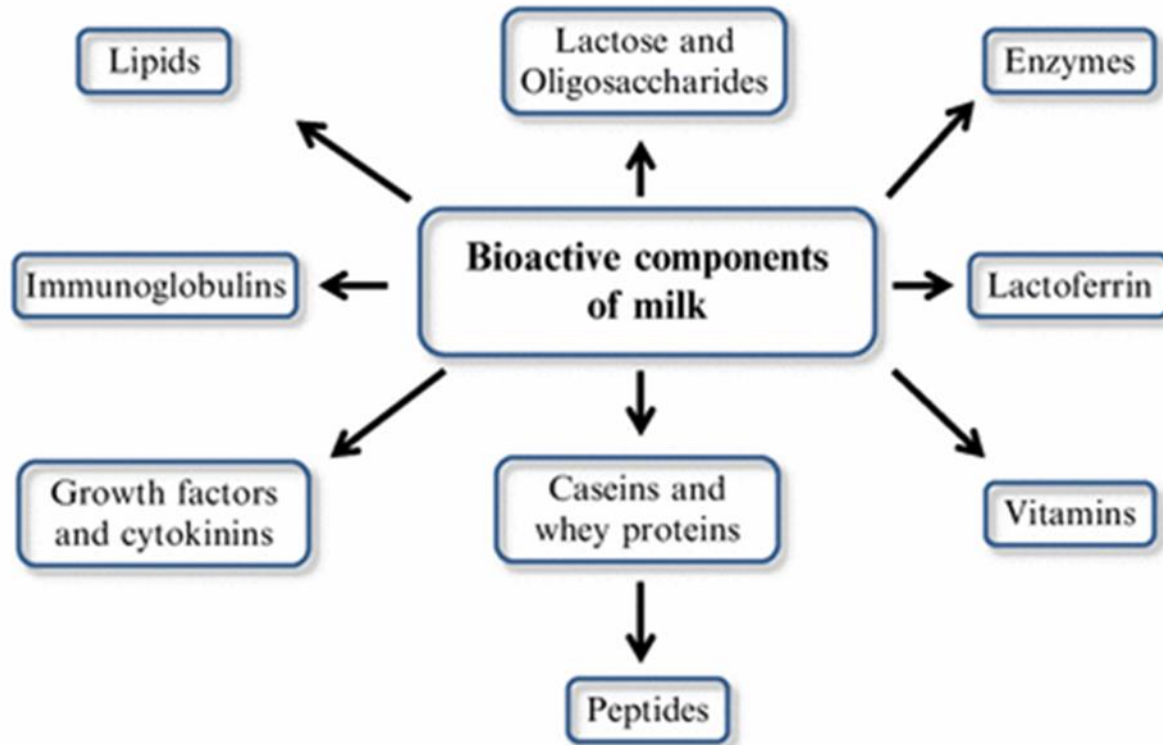 Lipids
Lactose and
Oligosaccharides
Enzymes
Bioactive components
of milk
Immunoglobulins
Lactoferrin
Growth factors
and cytokinins
Caseins and
whey proteins
Vitamins
Peptides